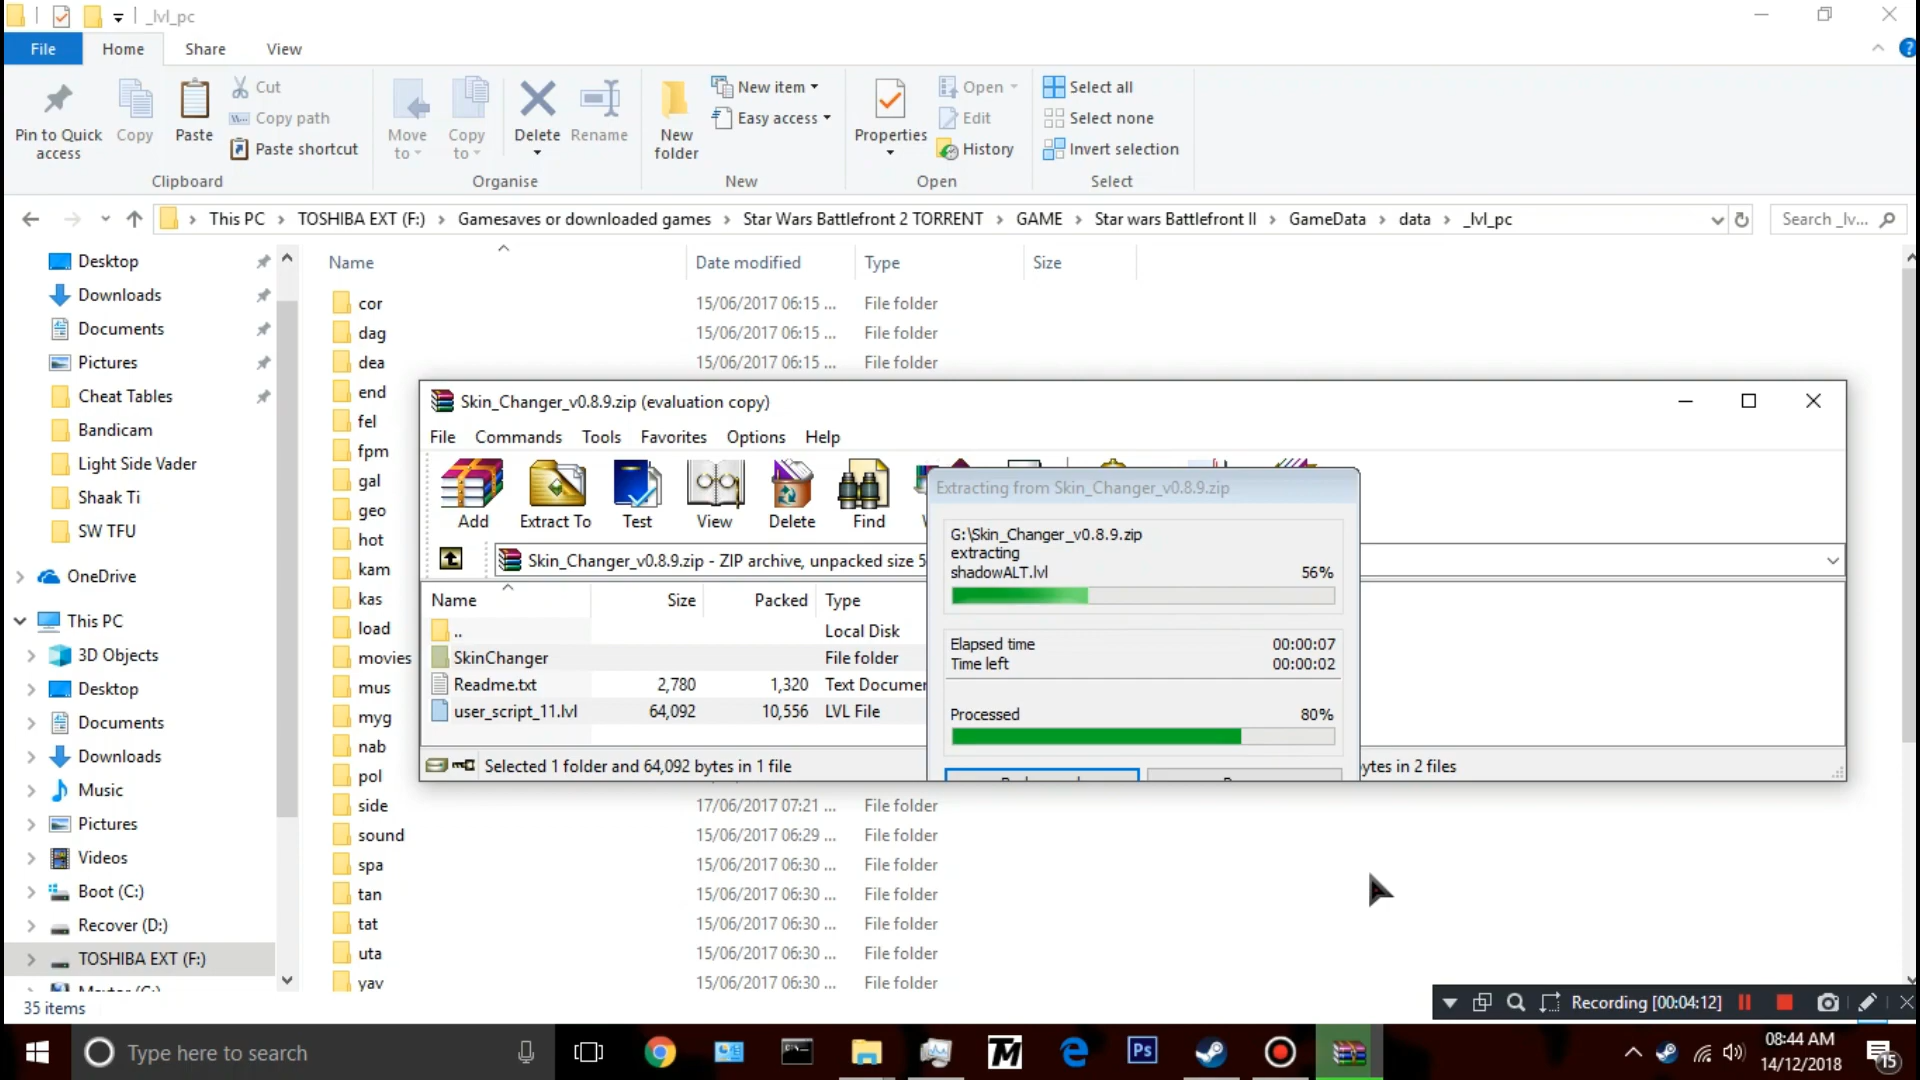 _lvl_pc
File Home Share View
Pin to Quick access
Copy
Paste
Cut
Copy path
Paste shortcut
Clipboard
Move to
Copy to
Delete
Rename
Organise
New folder
New item
Easy access
New
Properties
Open
Edit
History
Open
Select all
Select none
Invert selection
Select
This PC > TOSHIBA EXT (F:) > Gamesaves or downloaded games > Star Wars Battlefront 2 TORRENT > GAME > Star wars Battlefront II > GameData > data > _lvl_pc
Search _lv...
Desktop
Downloads
Documents
Pictures
Cheat Tables
Bandicam
Light Side Vader
Shaak Ti
SW TFU
OneDrive
This PC
3D Objects
Desktop
Documents
Downloads
Music
Pictures
Videos
Boot (C:)
Recover (D:)
TOSHIBA EXT (F:)
35 items
Name Date modified Type Size
cor 15/06/2017 06:15 ... File folder
dag 15/06/2017 06:15 ... File folder
dea 15/06/2017 06:15 ... File folder
end
fel
fpm
gal
geo
hot
kam
kas
load
movies
mus
myg
nab
pol
side 17/06/2017 07:21 ... File folder
sound 15/06/2017 06:29 ... File folder
spa 15/06/2017 06:30 ... File folder
tan 15/06/2017 06:30 ... File folder
tat 15/06/2017 06:30 ... File folder
uta 15/06/2017 06:30 ... File folder
yav 15/06/2017 06:30 ... File folder
Skin_Changer_v0.8.9.zip (evaluation copy)
File Commands Tools Favorites Options Help
Add Extract To Test View Delete Find
Skin_Changer_v0.8.9.zip - ZIP archive, unpacked size 5
Name Size Packed Type
.. Local Disk
SkinChanger File folder
Readme.txt 2,780 1,320 Text Documen
user_script_11.lvl 64,092 10,556 LVL File
Selected 1 folder and 64,092 bytes in 1 file
ytes in 2 files
Extracting from Skin_Changer_v0.8.9.zip
G:\Skin_Changer_v0.8.9.zip
extracting
shadowALT.lvl 56%
Elapsed time 00:00:07
Time left 00:00:02
Processed 80%
Recording [00:04:12]
Type here to search
Ps
08:44 AM
14/12/2018
15